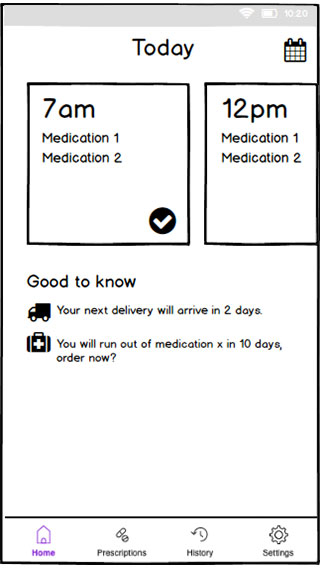 10:20
Today
7am
Medication 1
Medication 2
12pm
Medication 1
Medication 2
Good to know
Your next delivery will arrive in 2 days.
You will run out of medication x in 10 days,
order now?
Home
Prescriptions
History
Settings